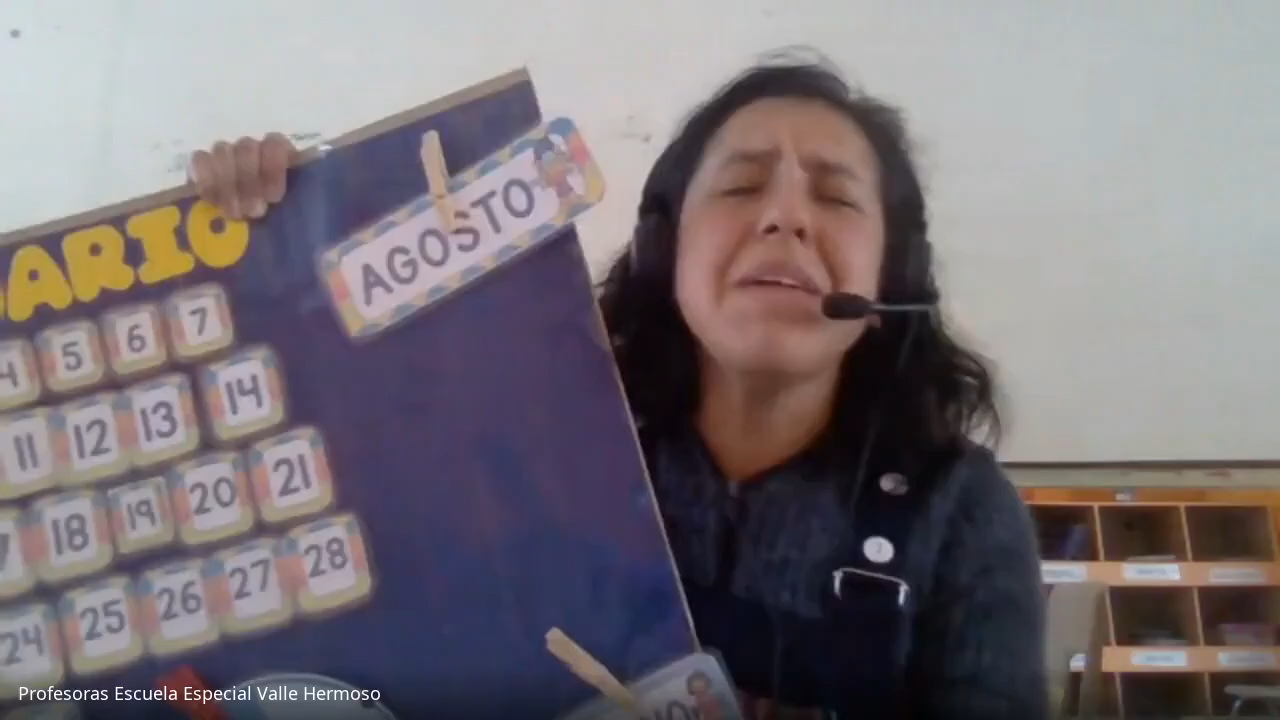 ARIO
AGOSTO
4 5 6 7
11 12 13 14
18 19 20 21
24 25 26 27 28
Profesoras Escuela Especial Valle Hermoso